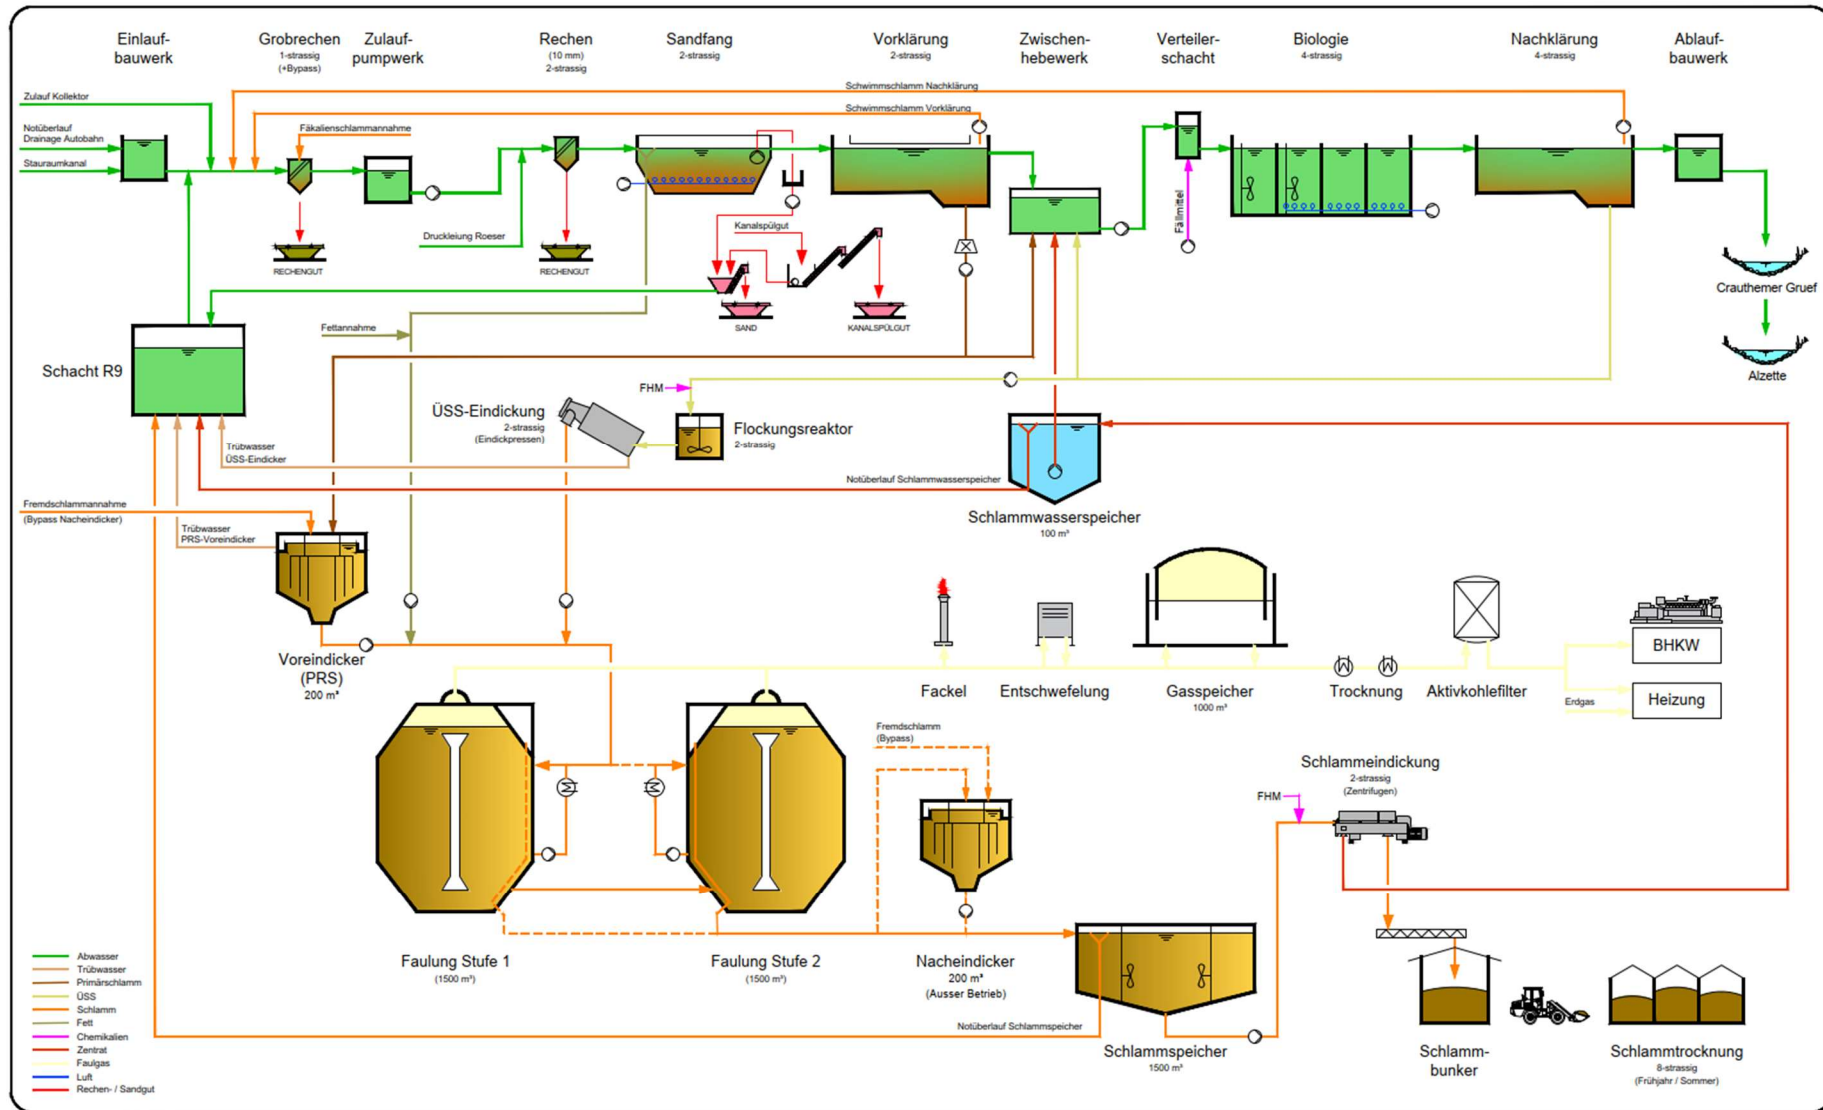 Einlauf-
bauwerk
Grobrechen
1-strassig
(+Bypass)
Zulauf-
pumpwerk
Rechen
(10 mm)
2-strassig
Sandfang
2-strassig
Vorklärung
2-strassig
Zwischen-
hebewerk
Verteiler-
schacht
Biologie
4-strassig
Nachklärung
4-strassig
Ablauf-
bauwerk
Zulauf Kollektor
Schwimmschlamm Nachklärung
Schwimmschlamm Vorklärung
Notüberlauf
Drainage Autobahn
Fäkalienschlammannahme
Stauraumkanal
Druckleiung Roeser
Kanalspülgut
Fällmittel
RECHENGUT
RECHENGUT
SAND
KANALSPÜLGUT
Crauthemer Gruef
Alzette
Fettannahme
Schacht R9
FHM
ÜSS-Eindickung
2-strassig
(Eindickpressen)
Flockungsreaktor
2-strassig
Trübwasser
ÜSS-Eindicker
Notüberlauf Schlammwasserspeicher
Schlammwasserspeicher
100 m³
Fremdschlammannahme
(Bypass Nacheindicker)
Trübwasser
PRS-Voreindicker
Voreindicker
(PRS)
200 m³
Fackel
Entschwefelung
Gasspeicher
1000 m³
Trocknung
Aktivkohlefilter
BHKW
Erdgas
Heizung
Fremdschlamm
(Bypass)
Schlammeindickung
2-strassig
(Zentrifugen)
FHM
Faulung Stufe 1
(1500 m³)
Faulung Stufe 2
(1500 m³)
Nacheindicker
200 m³
(Ausser Betrieb)
Notüberlauf Schlammspeicher
Schlammspeicher
1500 m³
Schlamm-
bunker
Schlammtrocknung
8-strassig
(Frühjahr / Sommer)
Abwasser
Trübwasser
Primärschlamm
ÜSS
Schlamm
Fett
Chemikalien
Zentrat
Faulgas
Luft
Rechen- / Sandgut